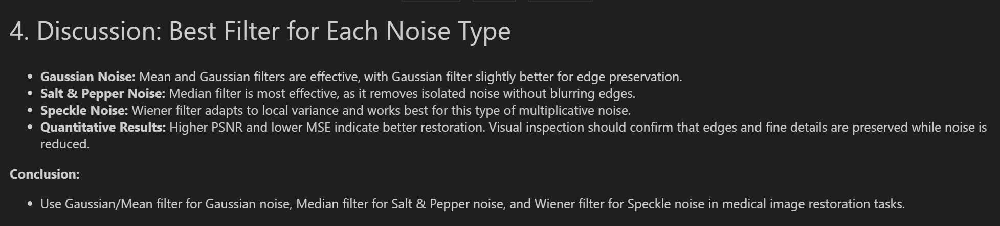 4. Discussion: Best Filter for Each Noise Type
• Gaussian Noise: Mean and Gaussian filters are effective, with Gaussian filter slightly better for edge preservation.
• Salt & Pepper Noise: Median filter is most effective, as it removes isolated noise without blurring edges.
• Speckle Noise: Wiener filter adapts to local variance and works best for this type of multiplicative noise.
• Quantitative Results: Higher PSNR and lower MSE indicate better restoration. Visual inspection should confirm that edges and fine details are preserved while noise is
reduced.
Conclusion:
• Use Gaussian/Mean filter for Gaussian noise, Median filter for Salt & Pepper noise, and Wiener filter for Speckle noise in medical image restoration tasks.